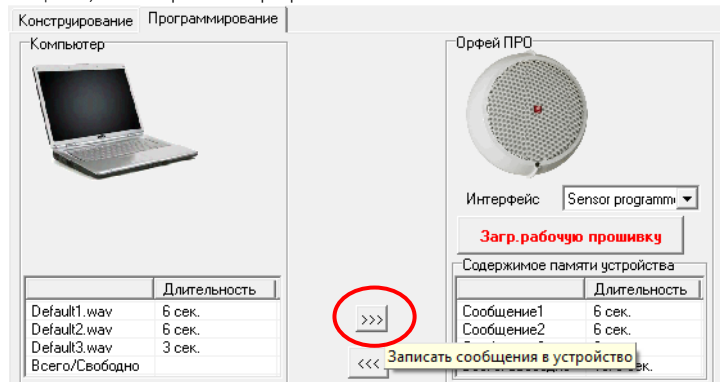 Конструирование Программирование
Компьютер
Орфей ПРО
Интерфейс Sensor programm
Загр.рабочую прошивку
Содержимое памяти устройства
Длительность
Default1.wav 6 сек.
Default2.wav 6 сек.
Default3.wav 3 сек.
Всего/Свободно
>>>
<<<
Длительность
Сообщение1 6 сек.
Сообщение2 6 сек.
Записать сообщения в устройство